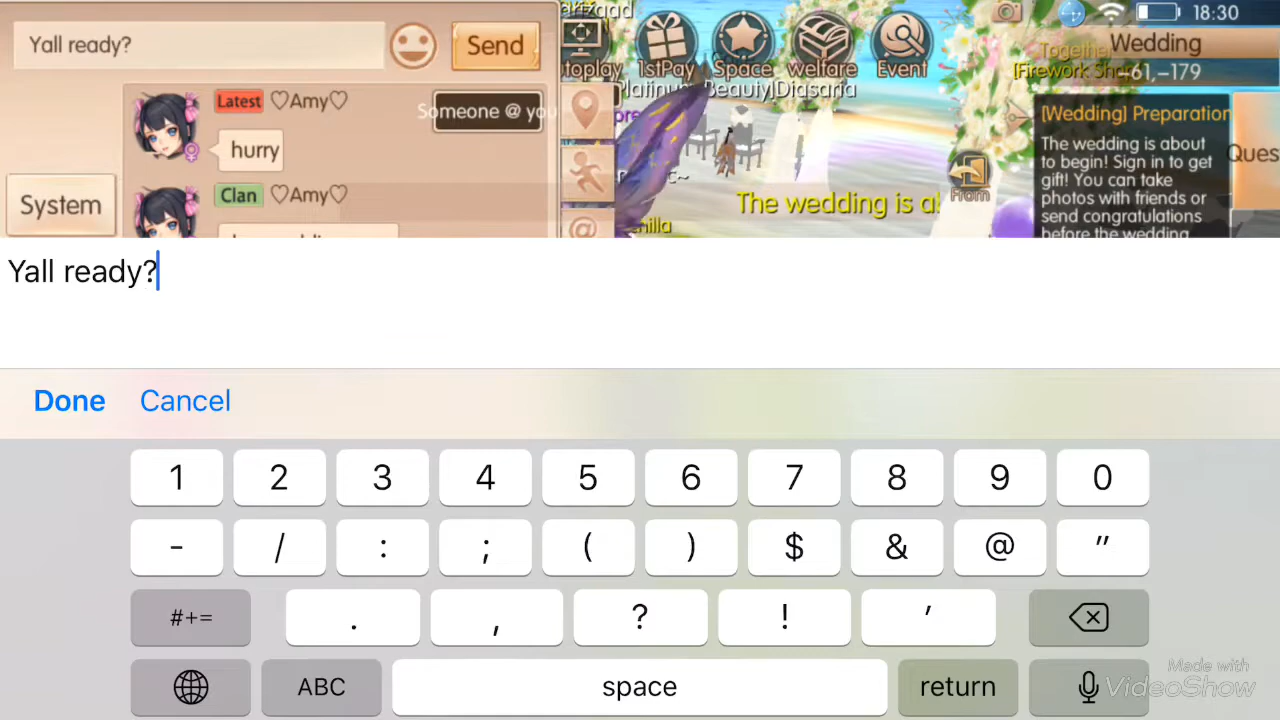 Yall ready?
Send
Latest ♡Amy♡
Someone @ you
hurry
Clan ♡Amy♡
System
1stPay
Space
welfare
Event
18:30
Wedding
-61,-179
Beauty]Diasaria
The wedding is a
From
[Wedding] Preparation
The wedding is about
to begin! Sign in to get
gift! You can take
photos with friends or
send congratulations
before the wedding
Ques
Yall ready?
Done Cancel
1 2 3 4 5 6 7 8 9 0
- / : ; ( ) $ & @ "
#+= . , ? ! '
ABC space return
Made with
VideoShow